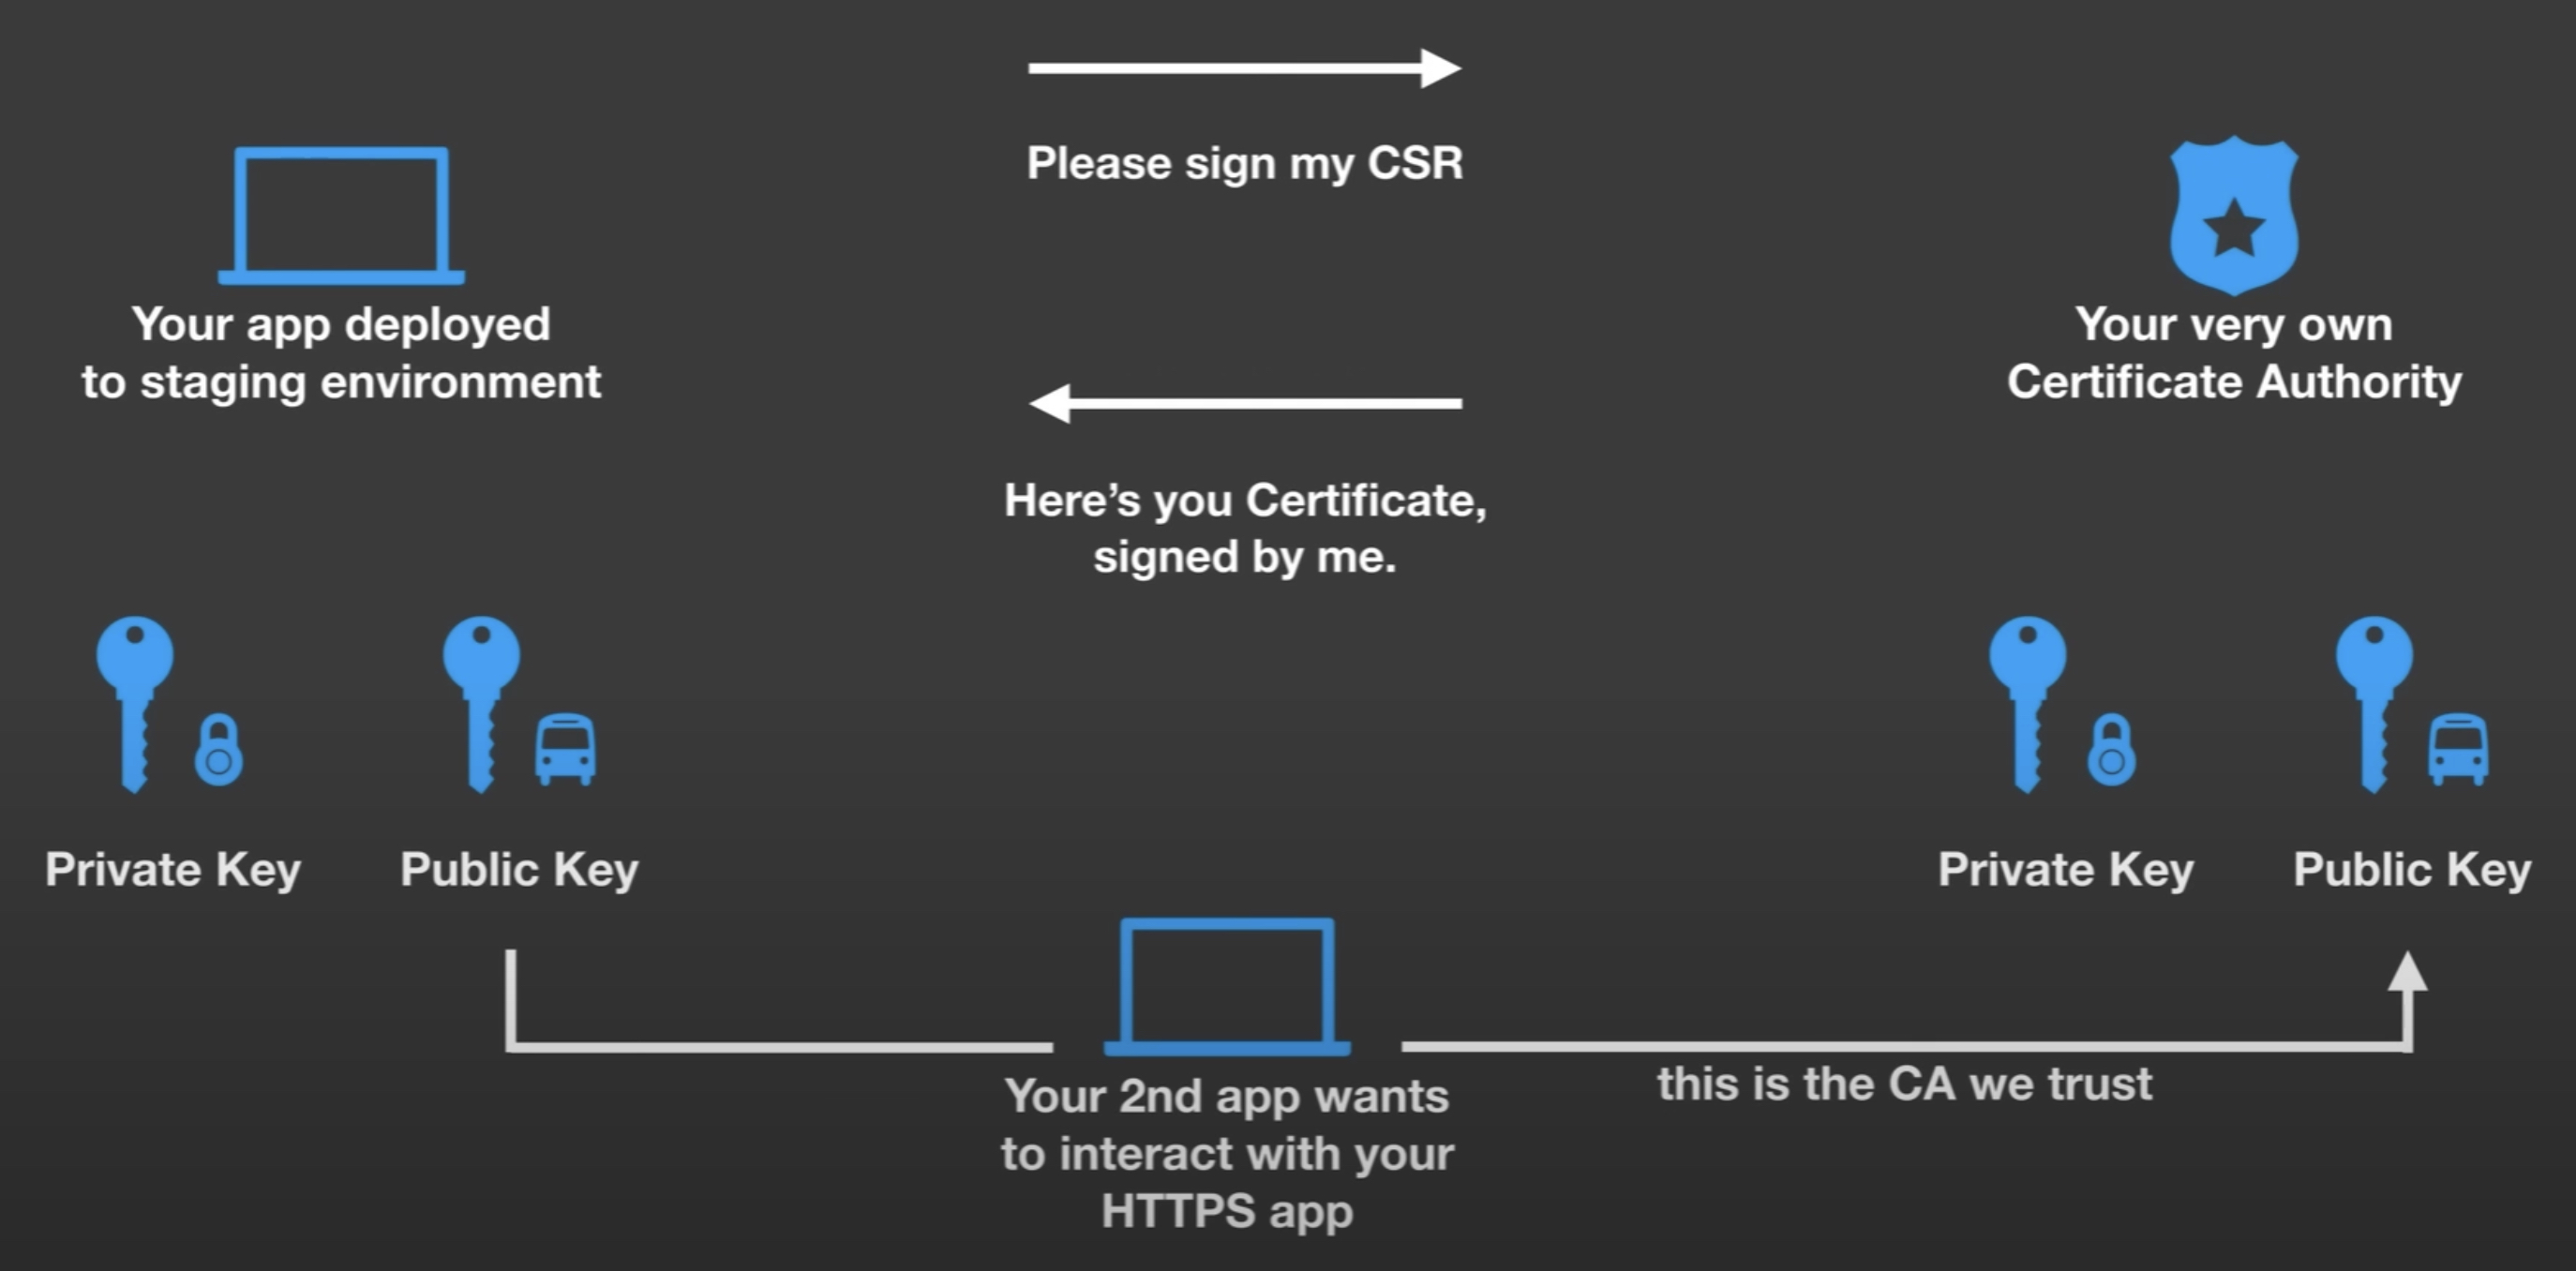 Please sign my CSR
Your app deployed
to staging environment
Your very own
Certificate Authority
Here’s you Certificate,
signed by me.
Private Key
Public Key
Private Key
Public Key
this is the CA we trust
Your 2nd app wants
to interact with your
HTTPS app